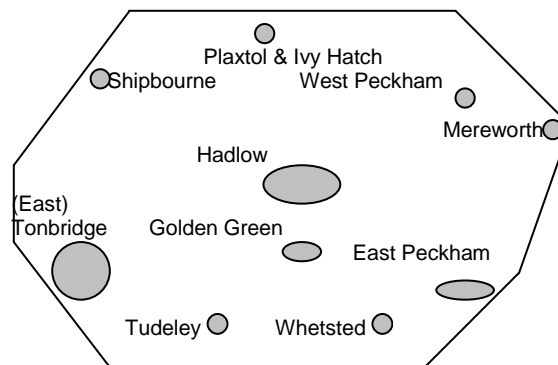 Plaxtol & Ivy Hatch
Shipbourne
West Peckham
Mereworth
Hadlow
(East)
Tonbridge
Golden Green
East Peckham
Tudeley
Whetsted